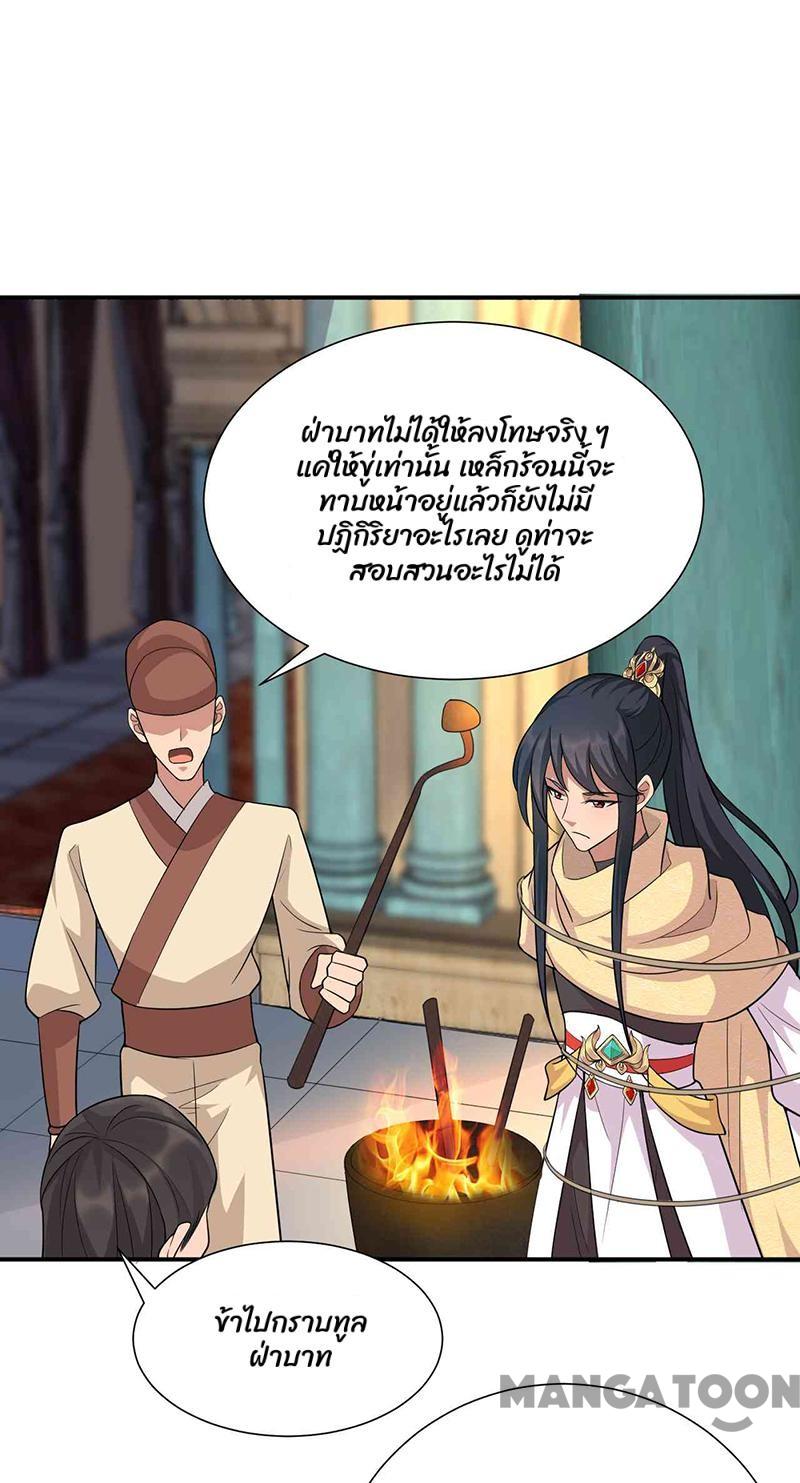 ฝ่าบาทไม่ได้ให้ลงโทษจริง ๆ
แค่ให้ขู่เท่านั้น เหล็กร้อนนี้จะ
ทาบหน้าอยู่แล้วก็ยังไม่มี
ปฏิกิริยาอะไรเลย ดูท่าจะ
สอบสวนอะไรไม่ได้
ข้าไปกราบทูล
ฝ่าบาท
MANGATOON